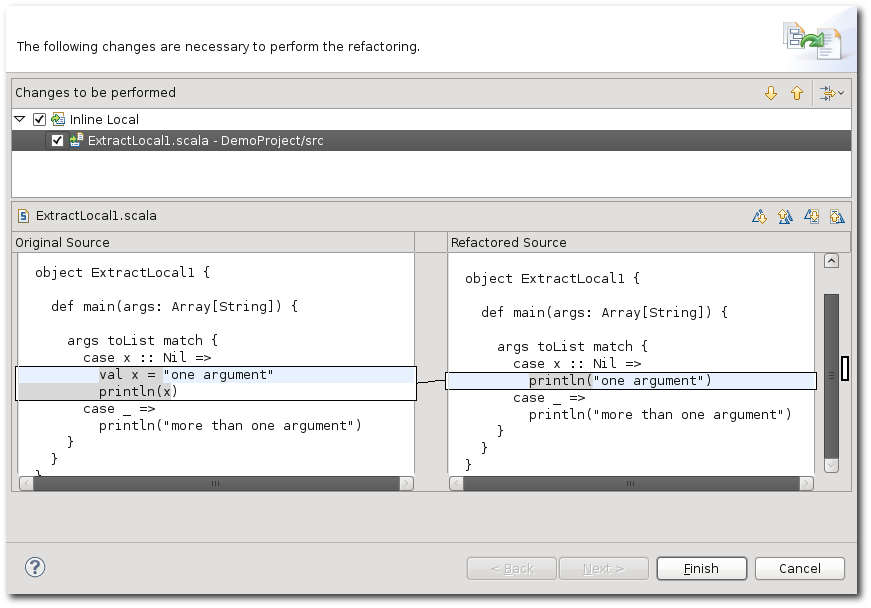 The following changes are necessary to perform the refactoring.
Changes to be performed
Inline Local
ExtractLocal1.scala - DemoProject/src
ExtractLocal1.scala
Original Source
object ExtractLocal1 {
def main(args: Array[String]) {
args toList match {
case x :: Nil =>
val x = "one argument"
println(x)
case _ =>
println("more than one argument")
}
}
}
Refactored Source
object ExtractLocal1 {
def main(args: Array[String]) {
args toList match {
case x :: Nil =>
println("one argument")
case _ =>
println("more than one argument")
}
}
}
< Back
Next >
Finish
Cancel